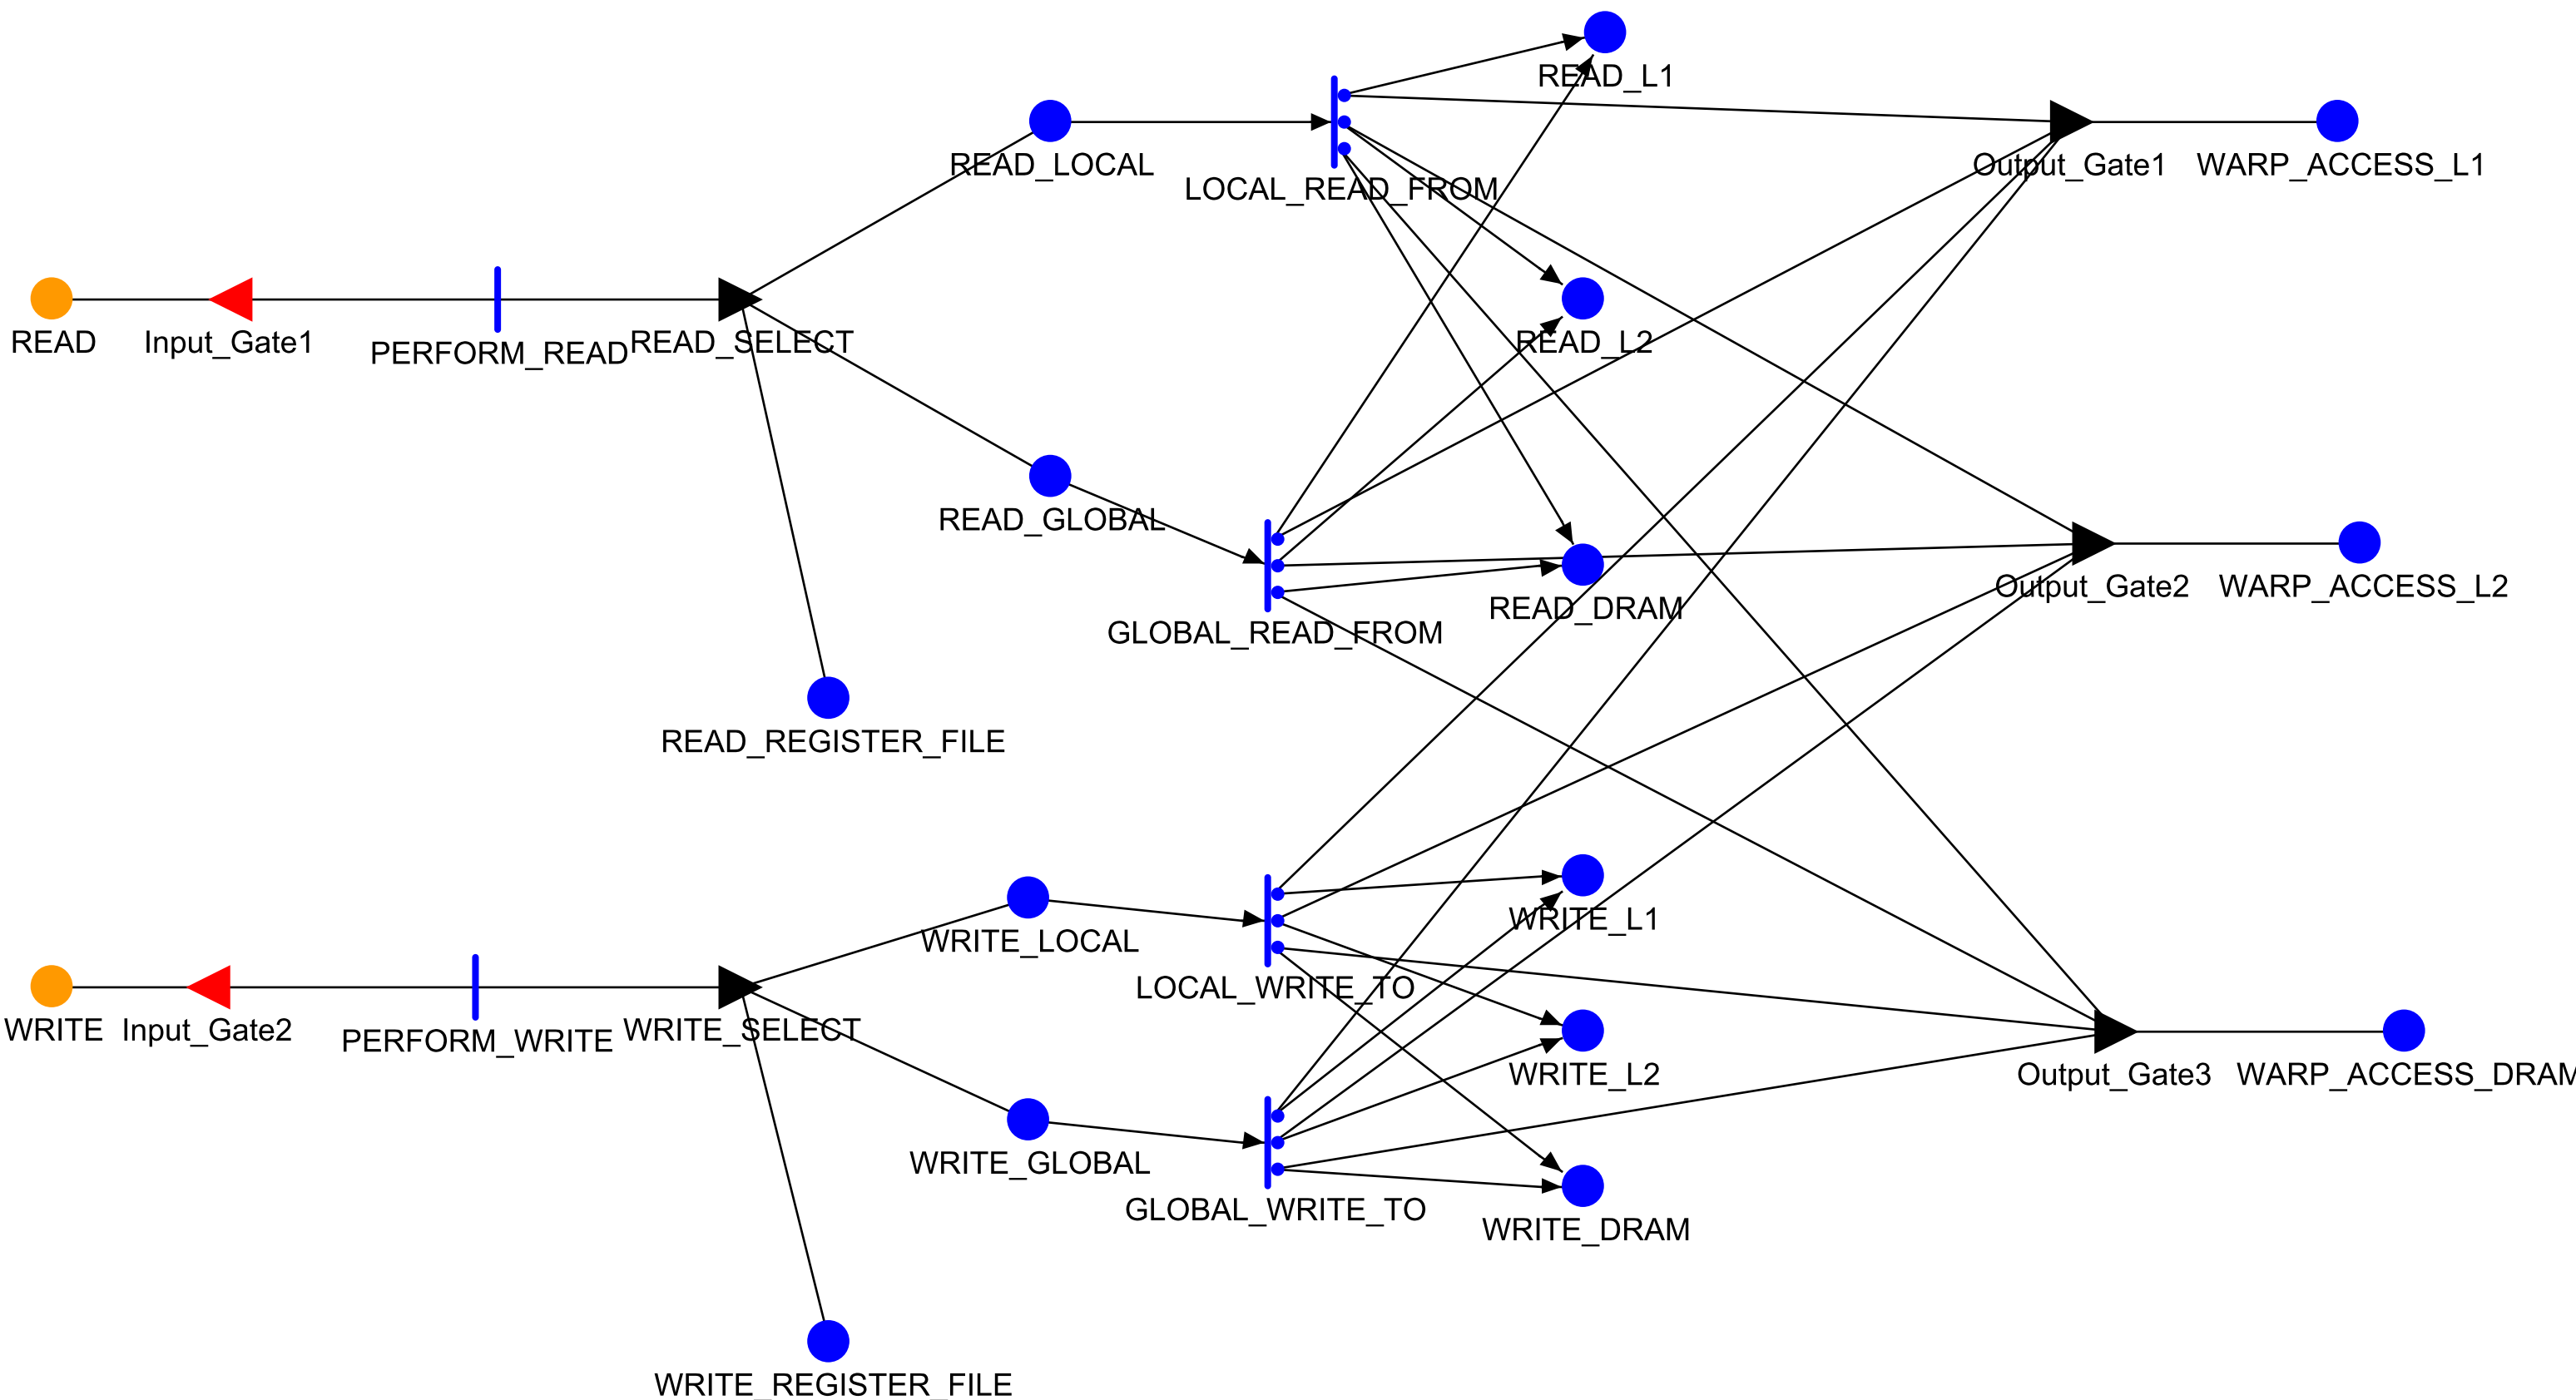 READ_L1
READ_LOCAL
LOCAL_READ_FROM
Output_Gate1
WARP_ACCESS_L1
READ
Input_Gate1
PERFORM_READ
READ_SELECT
READ_L2
READ_GLOBAL
GLOBAL_READ_FROM
READ_DRAM
Output_Gate2
WARP_ACCESS_L2
READ_REGISTER_FILE
WRITE_LOCAL
LOCAL_WRITE_TO
WRITE_L1
WRITE
Input_Gate2
PERFORM_WRITE
WRITE_SELECT
WRITE_L2
Output_Gate3
WARP_ACCESS_DRAM
WRITE_GLOBAL
GLOBAL_WRITE_TO
WRITE_DRAM
WRITE_REGISTER_FILE